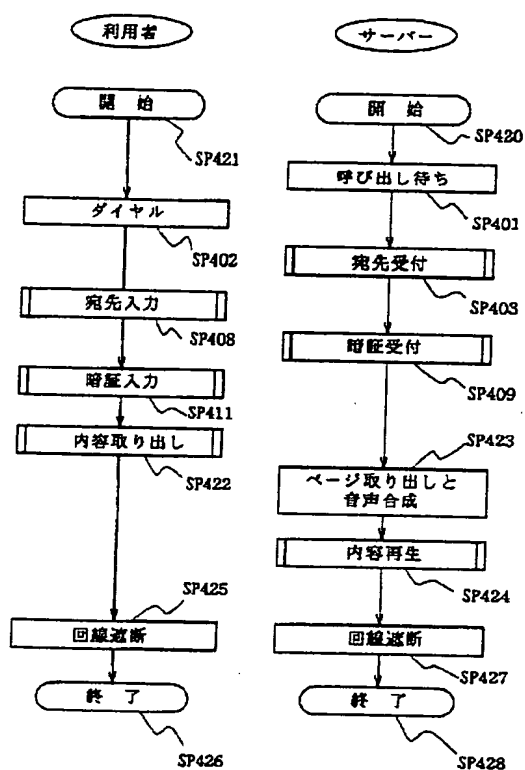 利用者
サーバー
開始
SP421
ダイヤル
SP402
宛先入力
SP408
暗証入力
SP411
内容取り出し
SP422
SP425
回線遮断
終了
SP426
開始
SP420
呼び出し待ち
SP401
宛先受付
SP403
暗証受付
SP409
SP423
ページ取り出しと
音声合成
内容再生
SP424
回線遮断
SP427
終了
SP428